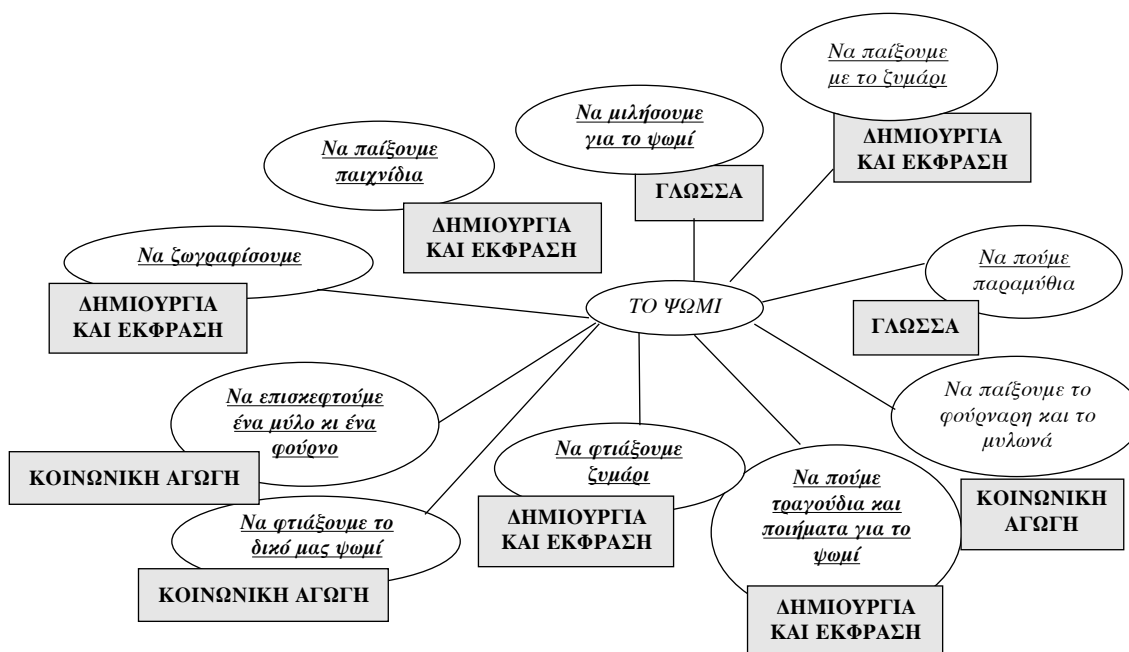 Να παίξουμε
με το ζυμάρι
ΔΗΜΙΟΥΡΓΙΑ
ΚΑΙ ΕΚΦΡΑΣΗ
Να μιλήσουμε
για το ψωμί
ΓΛΩΣΣΑ
Να παίξουμε
παιχνίδια
ΔΗΜΙΟΥΡΓΙΑ
ΚΑΙ ΕΚΦΡΑΣΗ
Να ζωγραφίσουμε
ΔΗΜΙΟΥΡΓΙΑ
ΚΑΙ ΕΚΦΡΑΣΗ
ΤΟ ΨΩΜΙ
Να πούμε
παραμύθια
ΓΛΩΣΣΑ
Να επισκεφτούμε
ένα μύλο κι ένα
φούρνο
ΚΟΙΝΩΝΙΚΗ ΑΓΩΓΗ
Να παίξουμε το
φούρναρη και το
μυλωνά
ΚΟΙΝΩΝΙΚΗ
ΑΓΩΓΗ
Να φτιάξουμε το
δικό μας ψωμί
ΚΟΙΝΩΝΙΚΗ ΑΓΩΓΗ
Να φτιάξουμε
ζυμάρι
ΔΗΜΙΟΥΡΓΙΑ
ΚΑΙ ΕΚΦΡΑΣΗ
Να πούμε
τραγούδια και
ποιήματα για το
ψωμί
ΔΗΜΙΟΥΡΓΙΑ
ΚΑΙ ΕΚΦΡΑΣΗ